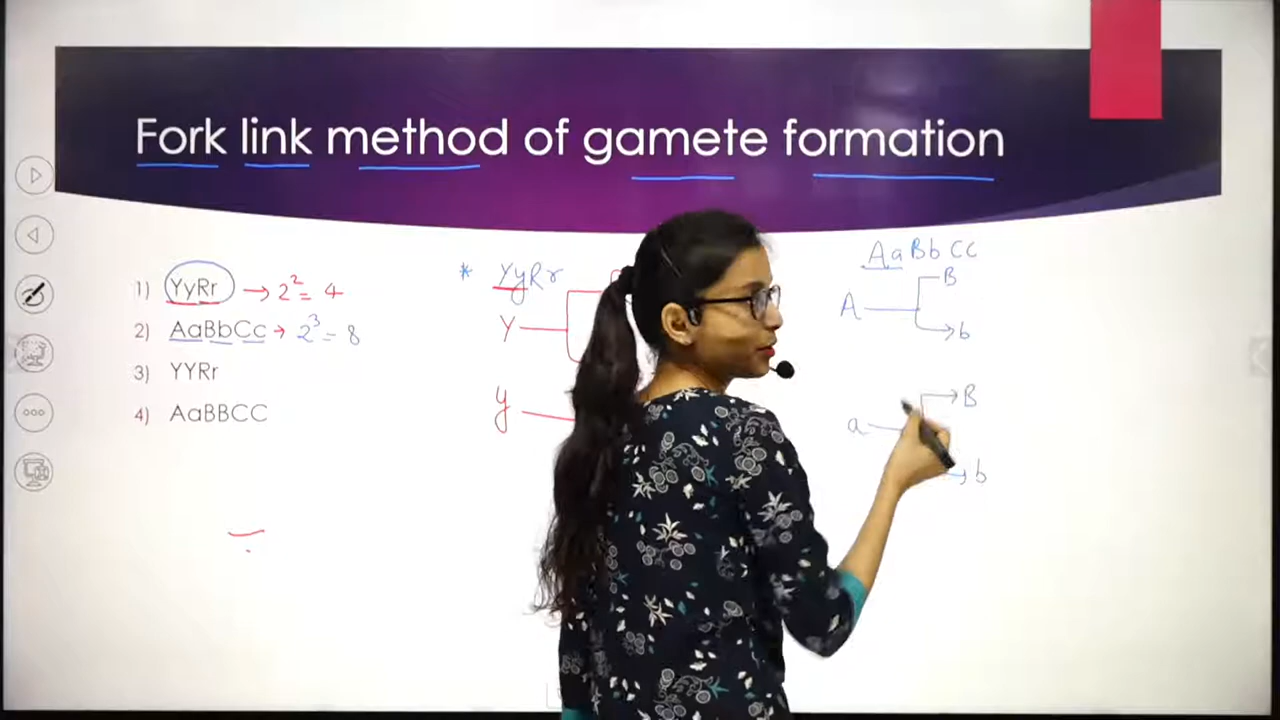 Fork link method of gamete formation
1) YyRr → 2² = 4
2) AaBbCc → 2³ = 8
3) YYRr
4) AaBBCC
* YyRr
Y
y
AaBbCc
A
B
b
a
B
b